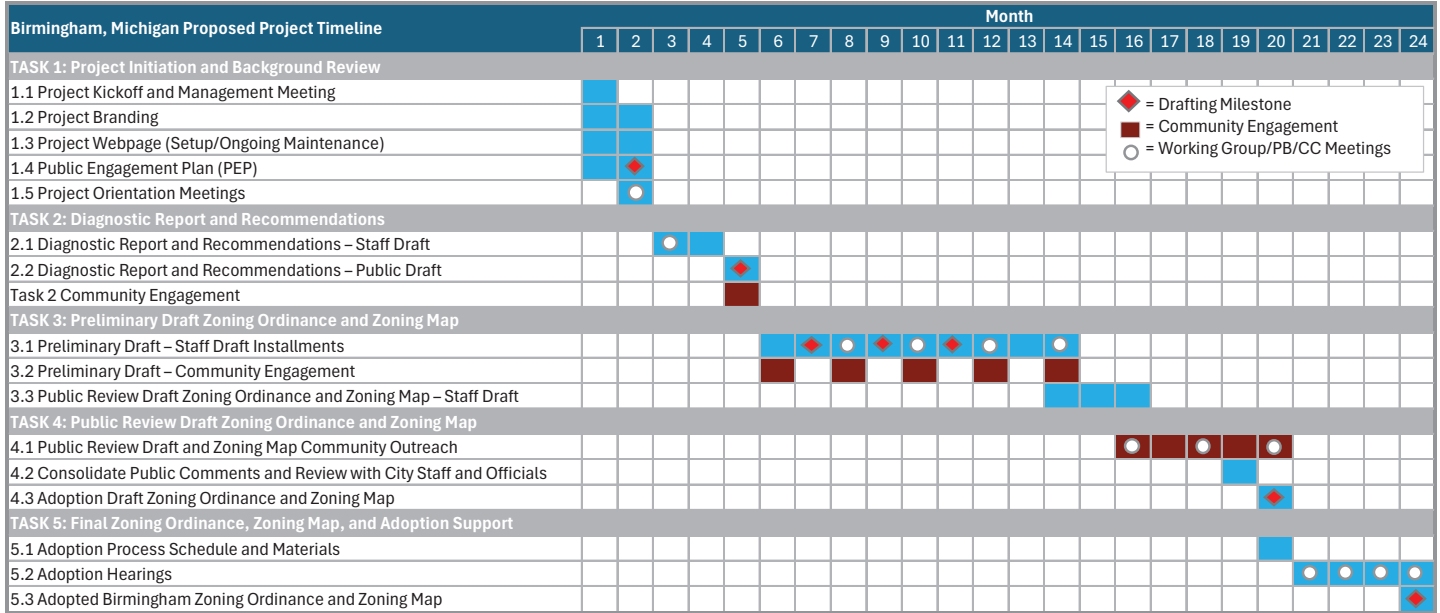 Birmingham, Michigan Proposed Project Timeline
Month
1 2 3 4 5 6 7 8 9 10 11 12 13 14 15 16 17 18 19 20 21 22 23 24
TASK 1: Project Initiation and Background Review
1.1 Project Kickoff and Management Meeting
1.2 Project Branding
1.3 Project Webpage (Setup/Ongoing Maintenance)
1.4 Public Engagement Plan (PEP)
1.5 Project Orientation Meetings
= Drafting Milestone
= Community Engagement
= Working Group/PB/CC Meetings
TASK 2: Diagnostic Report and Recommendations
2.1 Diagnostic Report and Recommendations – Staff Draft
2.2 Diagnostic Report and Recommendations – Public Draft
Task 2 Community Engagement
TASK 3: Preliminary Draft Zoning Ordinance and Zoning Map
3.1 Preliminary Draft – Staff Draft Installments
3.2 Preliminary Draft – Community Engagement
3.3 Public Review Draft Zoning Ordinance and Zoning Map – Staff Draft
TASK 4: Public Review Draft Zoning Ordinance and Zoning Map
4.1 Public Review Draft and Zoning Map Community Outreach
4.2 Consolidate Public Comments and Review with City Staff and Officials
4.3 Adoption Draft Zoning Ordinance and Zoning Map
TASK 5: Final Zoning Ordinance, Zoning Map, and Adoption Support
5.1 Adoption Process Schedule and Materials
5.2 Adoption Hearings
5.3 Adopted Birmingham Zoning Ordinance and Zoning Map